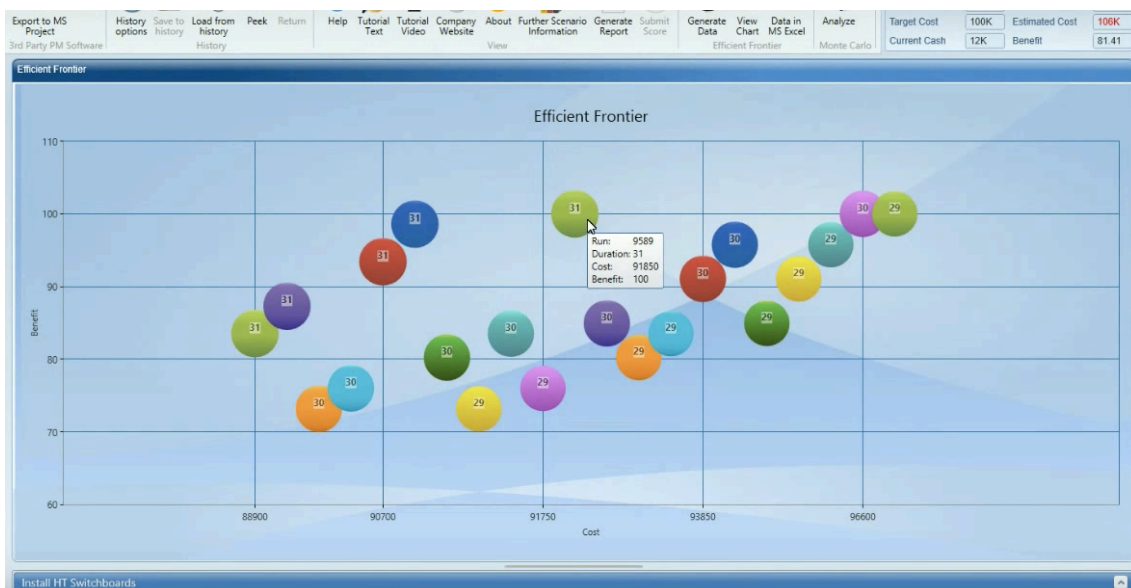 Export to MS Project
3rd Party PM Software
History options
Save to history
Load from history
Peek
Return
History
Help
Tutorial Text
Tutorial Video
Company Website
About
Further Scenario Information
Generate Report
Submit Score
View
Generate Data
View Chart
Data in MS Excel
Efficient Frontier
Analyze
Monte Carlo
Target Cost 100K Estimated Cost 106K
Current Cash 12K Benefit 81.41
Efficient Frontier
Efficient Frontier
110
100
90
80
70
60
Benefit
31
31
30
30
31
31
30
29
30
29
31
30
29
29
30
30
29
29
29
30
29
Run: 9589
Duration: 31
Cost: 91850
Benefit: 100
88900
90700
91750
93850
96600
Cost
Install HT Switchboards